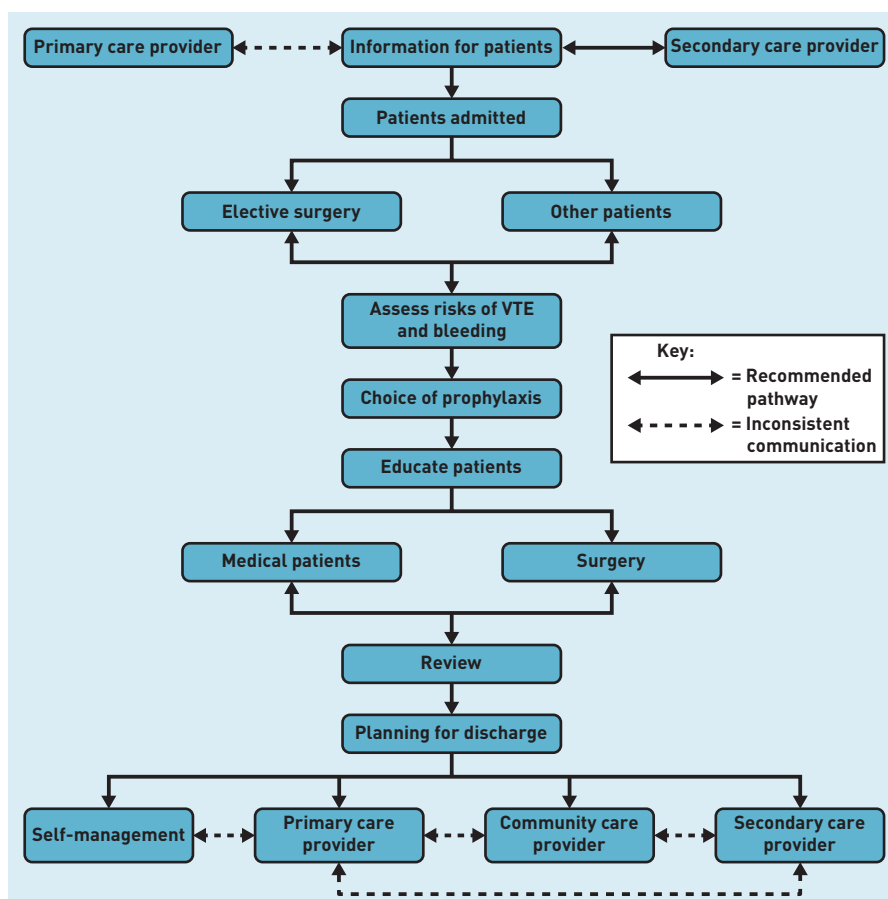 Primary care provider
Information for patients
Secondary care provider
Patients admitted
Elective surgery
Other patients
Assess risks of VTE
and bleeding
Key:
= Recommended
pathway
= Inconsistent
communication
Choice of prophylaxis
Educate patients
Medical patients
Surgery
Review
Planning for discharge
Self-management
Primary care
provider
Community care
provider
Secondary care
provider